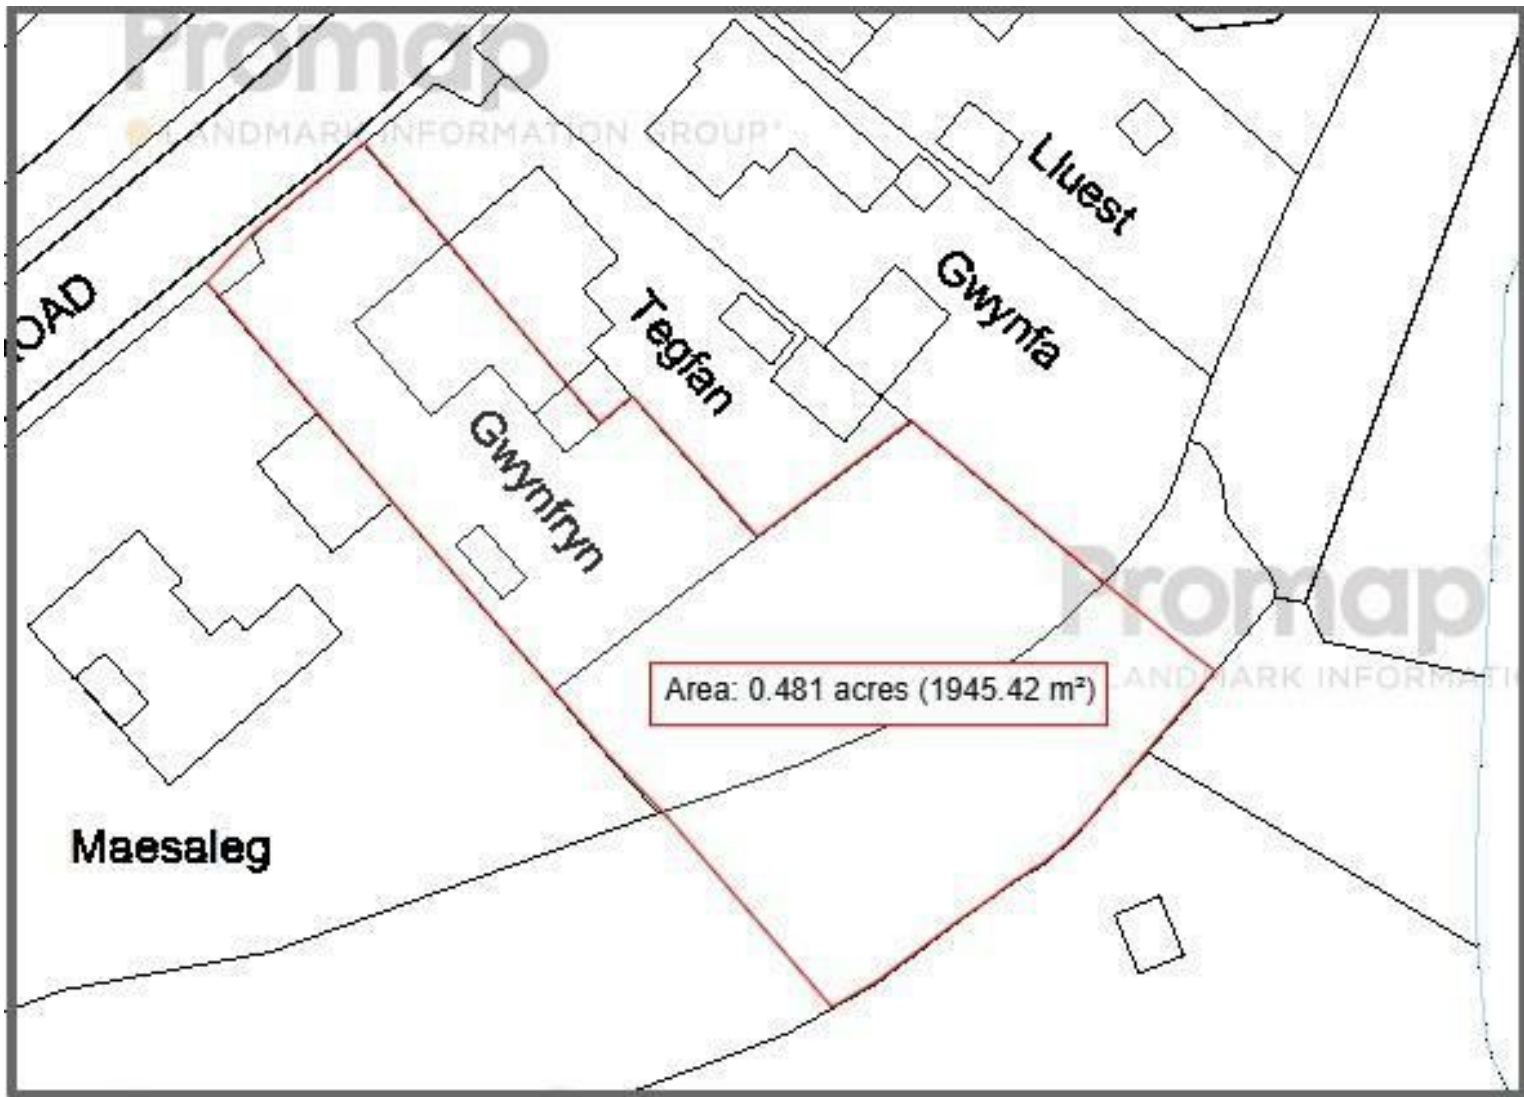 Promap
LANDMARK INFORMATION GROUP
Lluest
Gwynfa
OAD
Tegfan
Gwynfryn
Promap
Area: 0.481 acres (1945.42 m²)
LANDMARK INFORMATI
Maesaleg